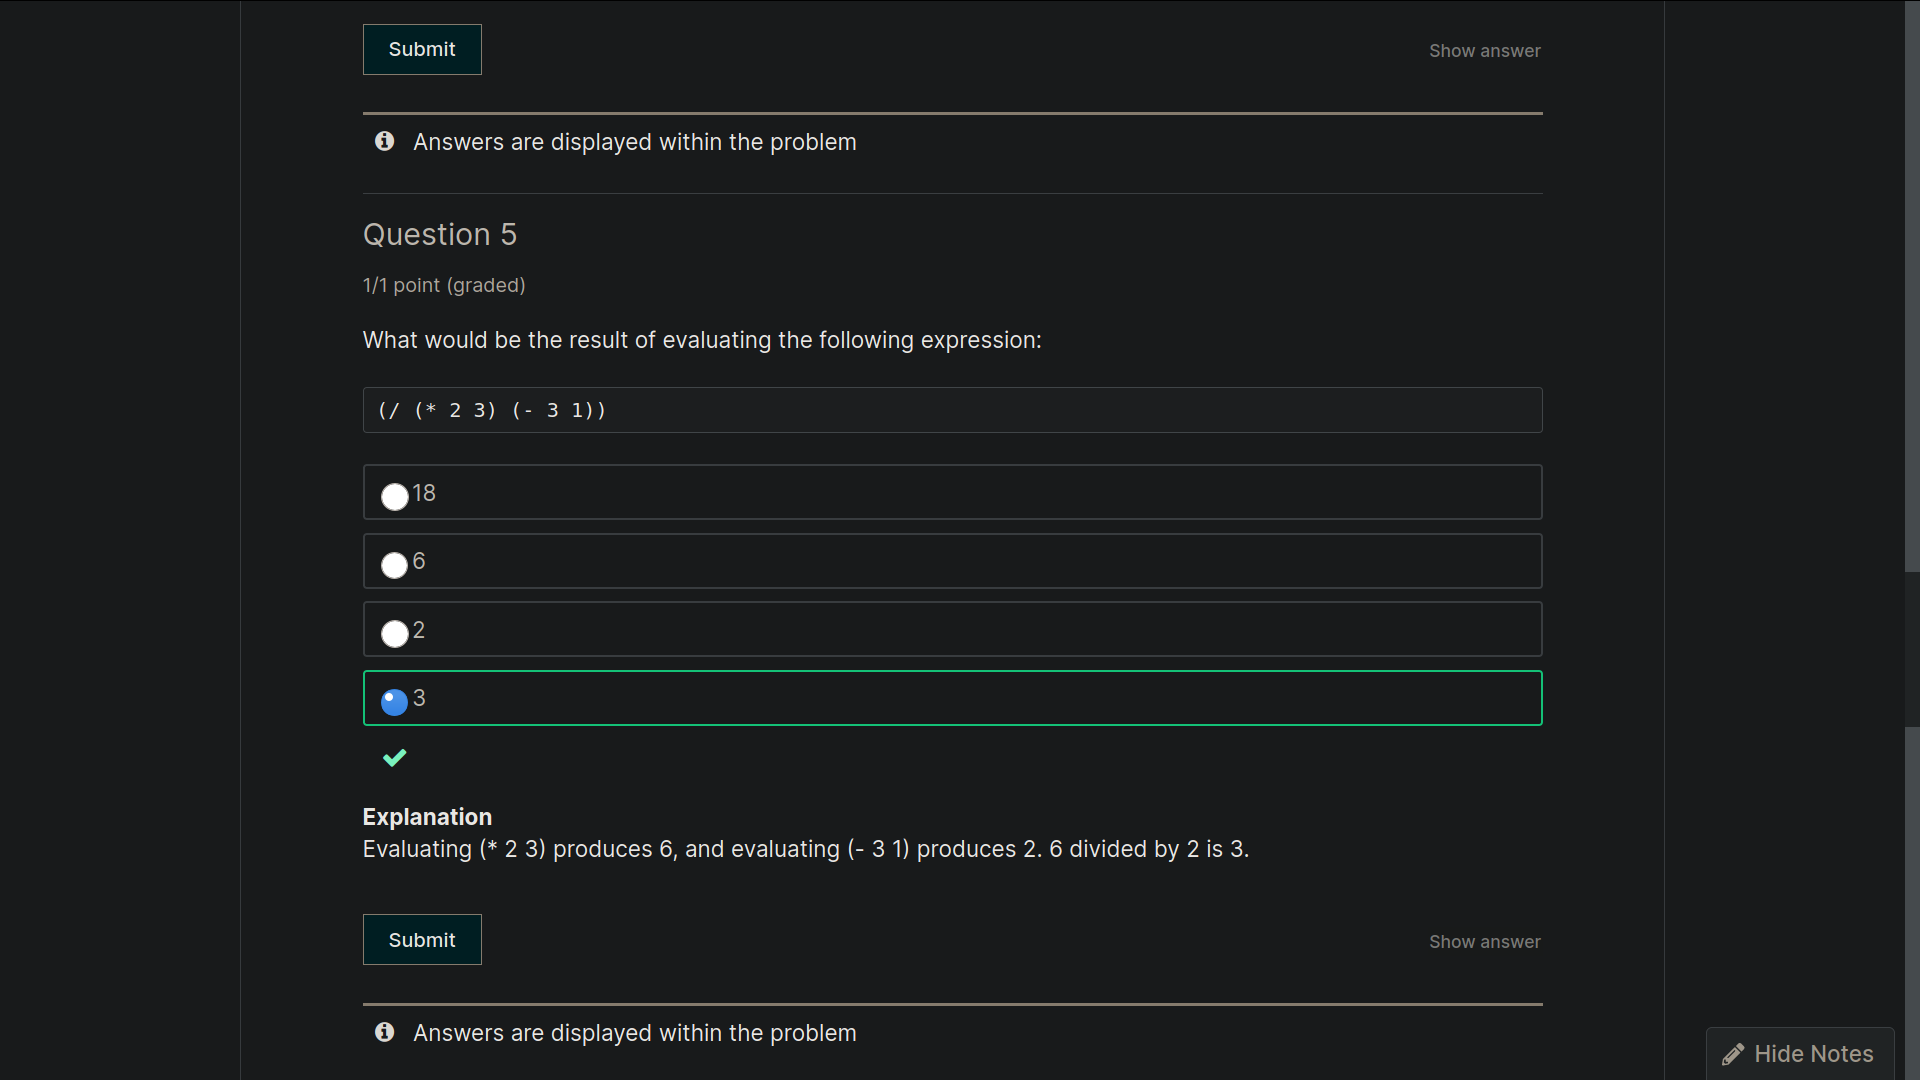 Submit
Show answer
Answers are displayed within the problem
Question 5
1/1 point (graded)
What would be the result of evaluating the following expression:
(/ (* 2 3) (- 3 1))
18
6
2
3
Explanation
Evaluating (* 2 3) produces 6, and evaluating (- 3 1) produces 2. 6 divided by 2 is 3.
Submit
Show answer
Answers are displayed within the problem
Hide Notes